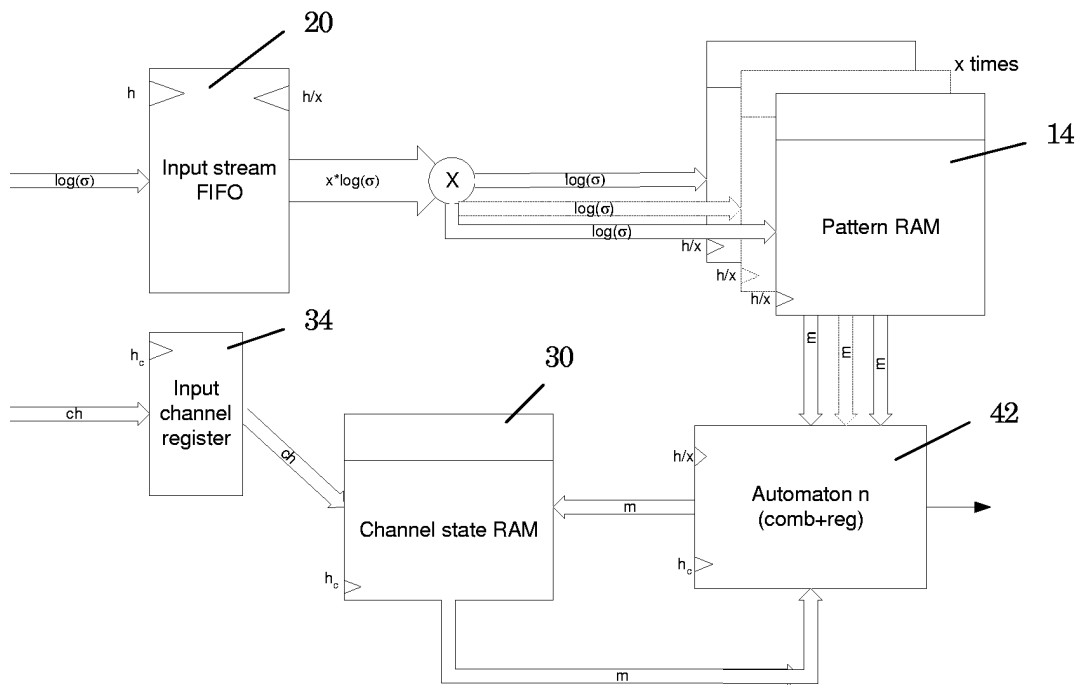 20
x times
h
h/x
14
Input stream
FIFO
log(σ)
x*log(σ)
X
log(σ)
log(σ)
log(σ)
Pattern RAM
h/x
h/x
h/x
34
h_c
Input
channel
register
ch
ch
30
m
m
m
42
h/x
Automaton n
(comb+reg)
m
Channel state RAM
h_c
h_c
m